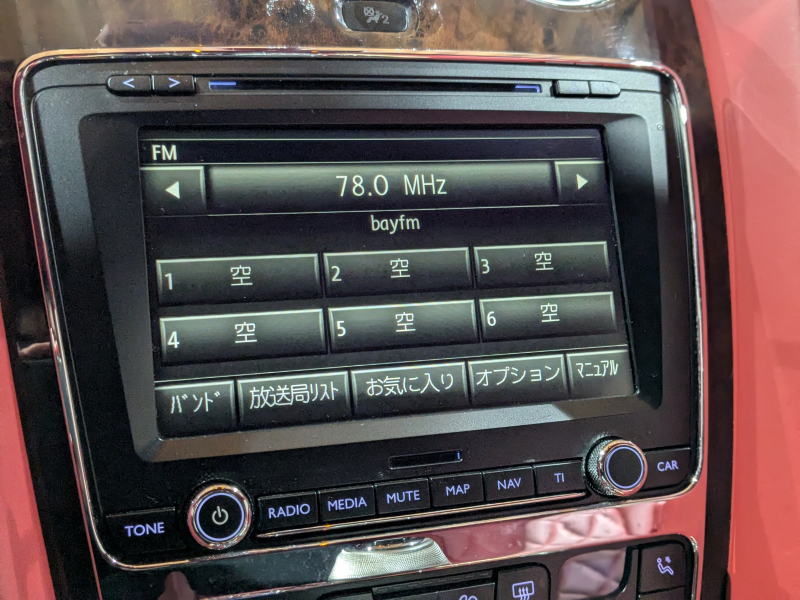 2
< >
FM
◀ 78.0 MHz ▶
bayfm
1 空 2 空 3 空
4 空 5 空 6 空
バンド 放送局リスト お気に入り オプション マニュアル
TONE RADIO MEDIA MUTE MAP NAV TI CAR